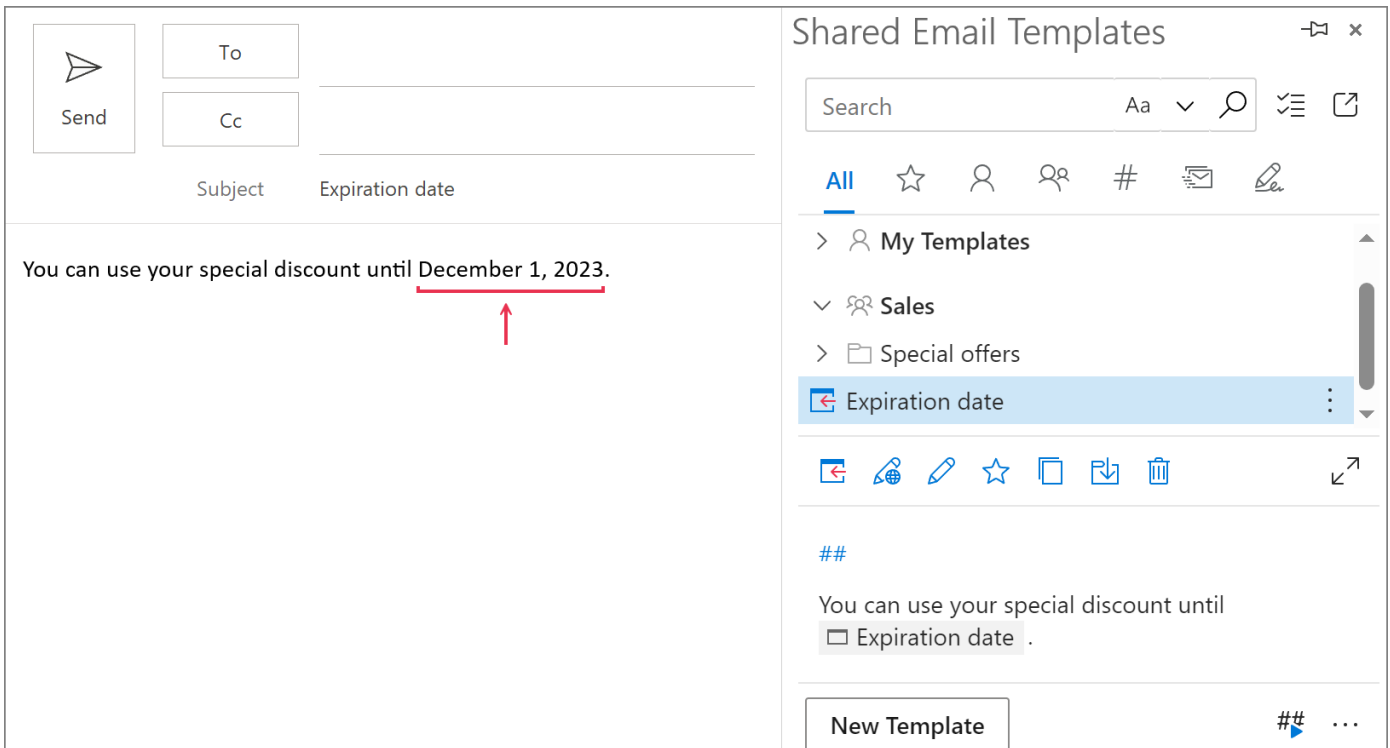 Send
To
Cc
Subject
Expiration date
You can use your special discount until December 1, 2023.
Shared Email Templates
Search
Aa
All
#
My Templates
Sales
Special offers
Expiration date
##
You can use your special discount until
Expiration date .
New Template
##